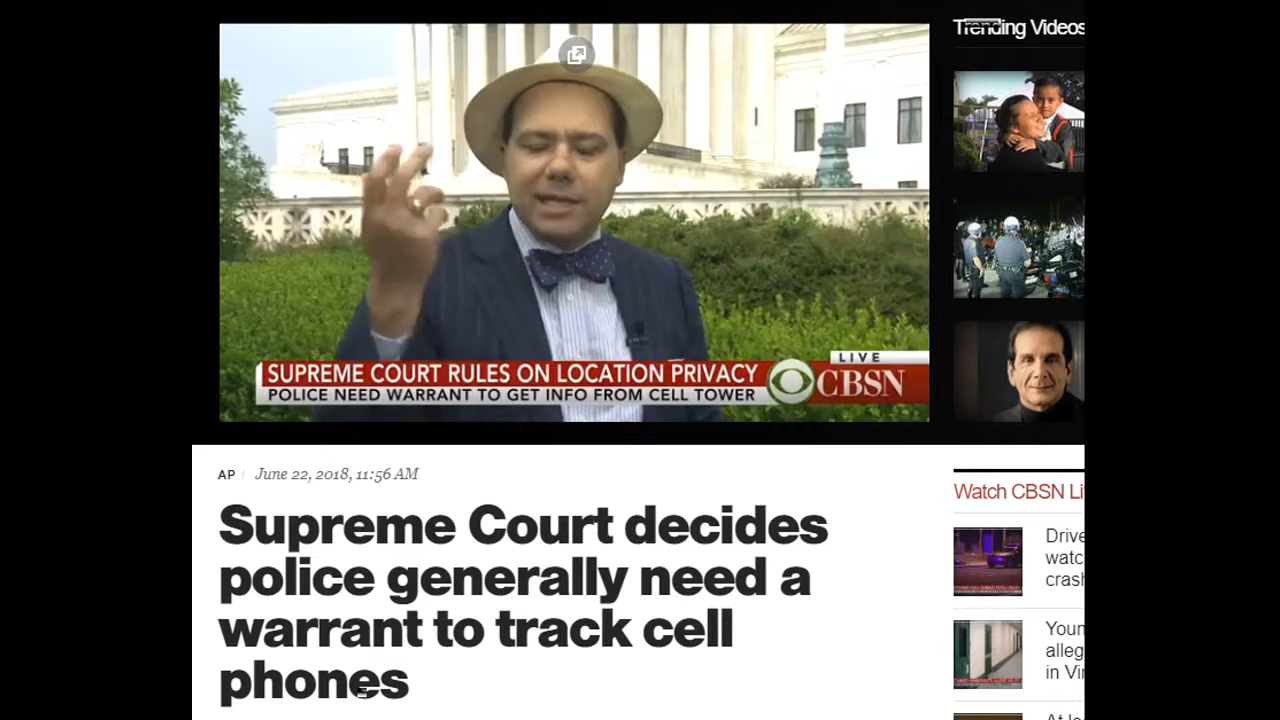 Trending Videos
LIVE
SUPREME COURT RULES ON LOCATION PRIVACY
CBSN
POLICE NEED WARRANT TO GET INFO FROM CELL TOWER
AP / June 22, 2018, 11:56 AM
Supreme Court decides
police generally need a
warrant to track cell
phones
Watch CBSN Li
Drive
watc
crash
Youn
alleg
in Vi
At le